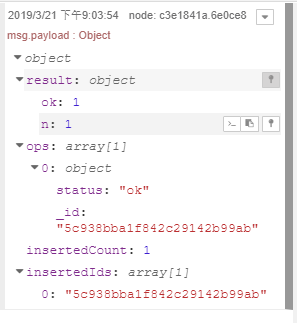 2019/3/21 下午9:03:54 node: c3e1841a.6e0ce8
msg.payload : Object
object
result: object
ok: 1
n: 1
ops: array[1]
0: object
status: "ok"
_id:
"5c938bba1f842c29142b99ab"
insertedCount: 1
insertedIds: array[1]
0: "5c938bba1f842c29142b99ab"